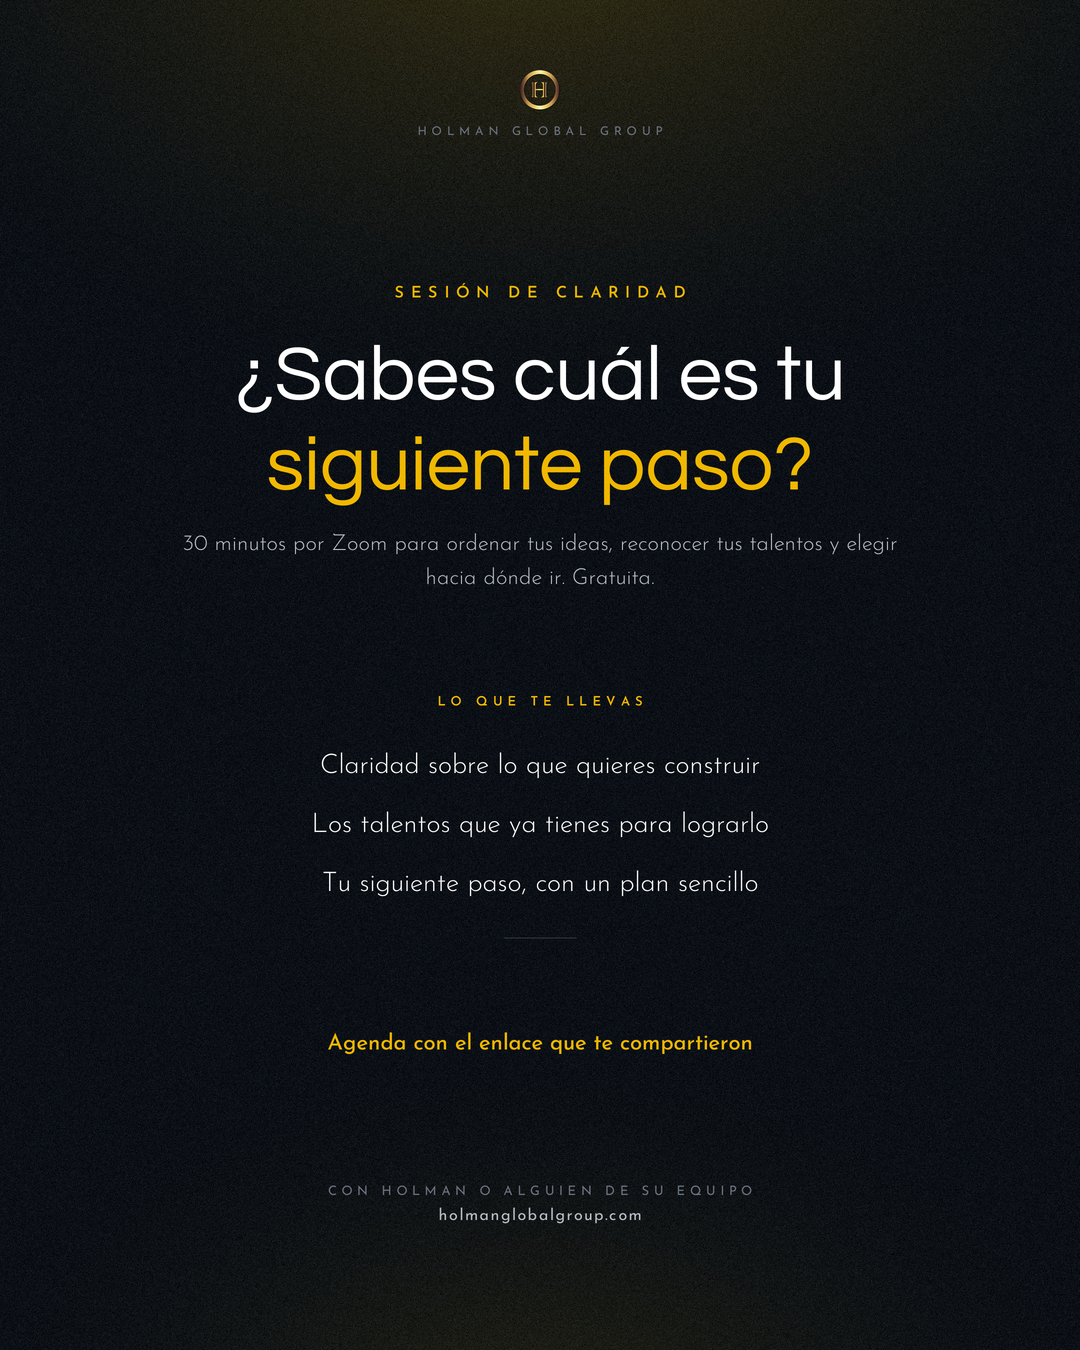 H
HOLMAN GLOBAL GROUP
SESIÓN DE CLARIDAD
¿Sabes cuál es tu
siguiente paso?
30 minutos por Zoom para ordenar tus ideas, reconocer tus talentos y elegir
hacia dónde ir. Gratuita.
LO QUE TE LLEVAS
Claridad sobre lo que quieres construir
Los talentos que ya tienes para lograrlo
Tu siguiente paso, con un plan sencillo
Agenda con el enlace que te compartieron
CON HOLMAN O ALGUIEN DE SU EQUIPO
holmanglobalgroup.com